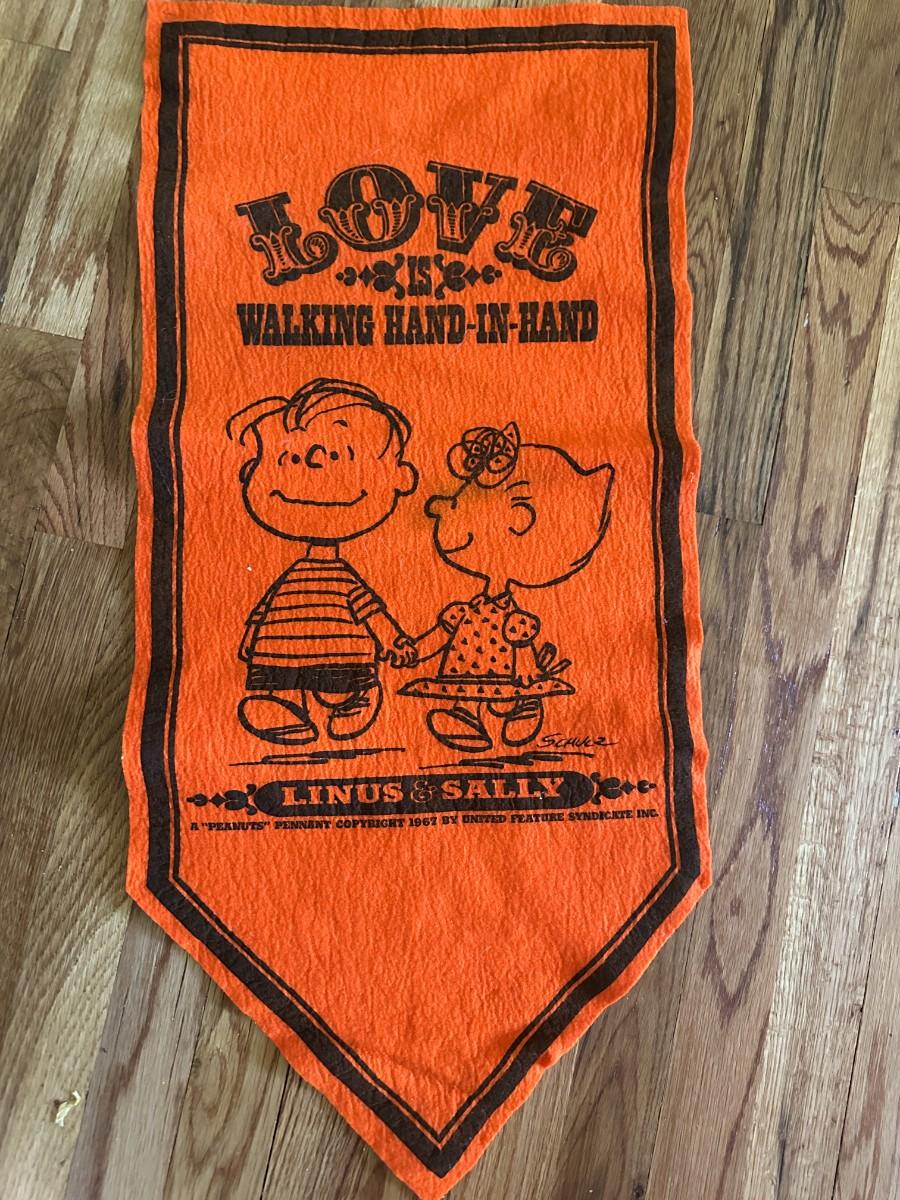 LOVE
IS
WALKING HAND-IN-HAND
SCHULZ
LINUS & SALLY
A "PEANUTS" PENNANT COPYRIGHT 1967 BY UNITED FEATURE SYNDICATE INC.